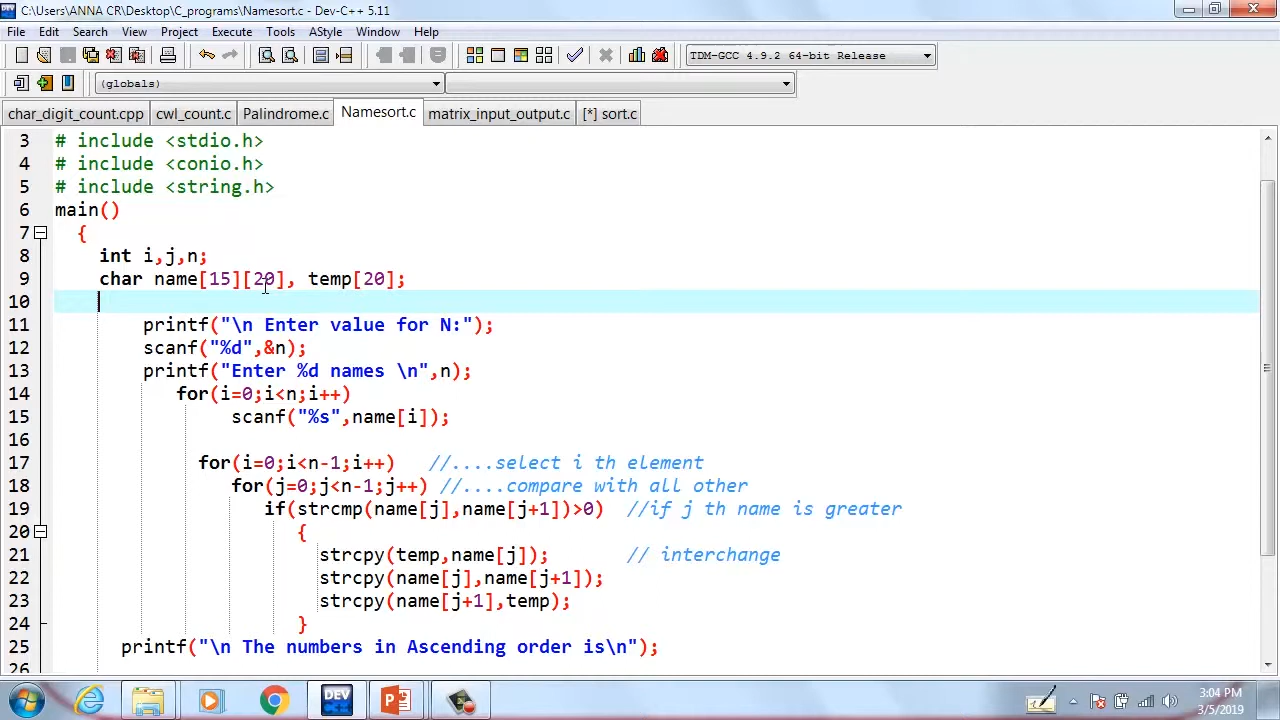 C:\Users\ANNA CR\Desktop\C_programs\Namesort.c - Dev-C++ 5.11
File Edit Search View Project Execute Tools AStyle Window Help
TDM-GCC 4.9.2 64-bit Release
(globals)
char_digit_count.cpp cwl_count.c Palindrome.c Namesort.c matrix_input_output.c [*] sort.c
3 # include <stdio.h>
4 # include <conio.h>
5 # include <string.h>
6 main()
7 {
8 int i,j,n;
9 char name[15][20], temp[20];
10
11 printf("\n Enter value for N:");
12 scanf("%d",&n);
13 printf("Enter %d names \n",n);
14 for(i=0;i<n;i++)
15 scanf("%s",name[i]);
16
17 for(i=0;i<n-1;i++) //....select i th element
18 for(j=0;j<n-1;j++) //....compare with all other
19 if(strcmp(name[j],name[j+1])>0) //if j th name is greater
20 {
21 strcpy(temp,name[j]); // interchange
22 strcpy(name[j],name[j+1]);
23 strcpy(name[j+1],temp);
24 }
25 printf("\n The numbers in Ascending order is\n");
26
DEV
3:04 PM
3/5/2019